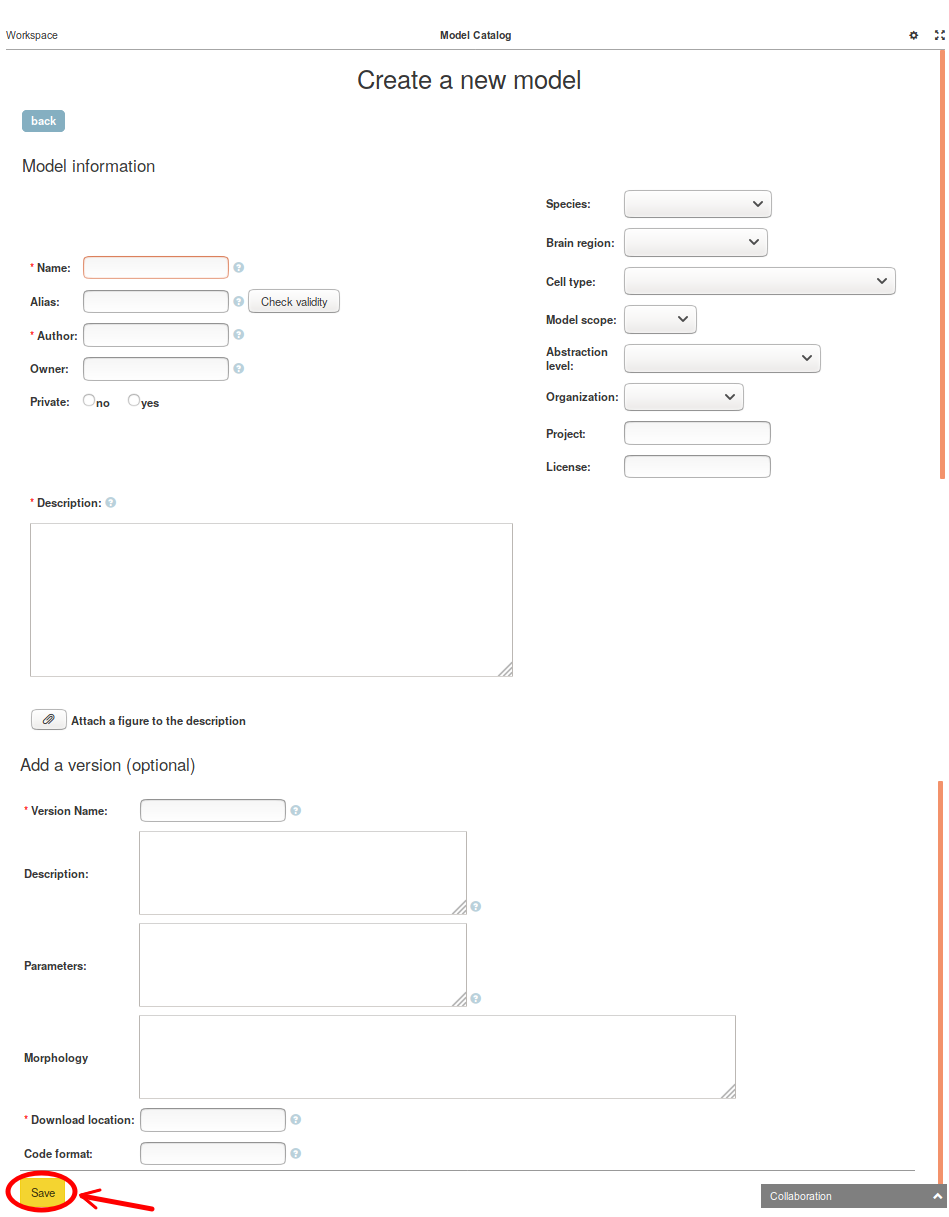 Workspace
Model Catalog
Create a new model
back
Model information
* Name:
Alias:
Check validity
* Author:
Owner:
Private:
no
yes
Species:
Brain region:
Cell type:
Model scope:
Abstraction
level:
Organization:
Project:
License:
* Description:
Attach a figure to the description
Add a version (optional)
* Version Name:
Description:
Parameters:
Morphology
* Download location:
Code format:
Save
Collaboration